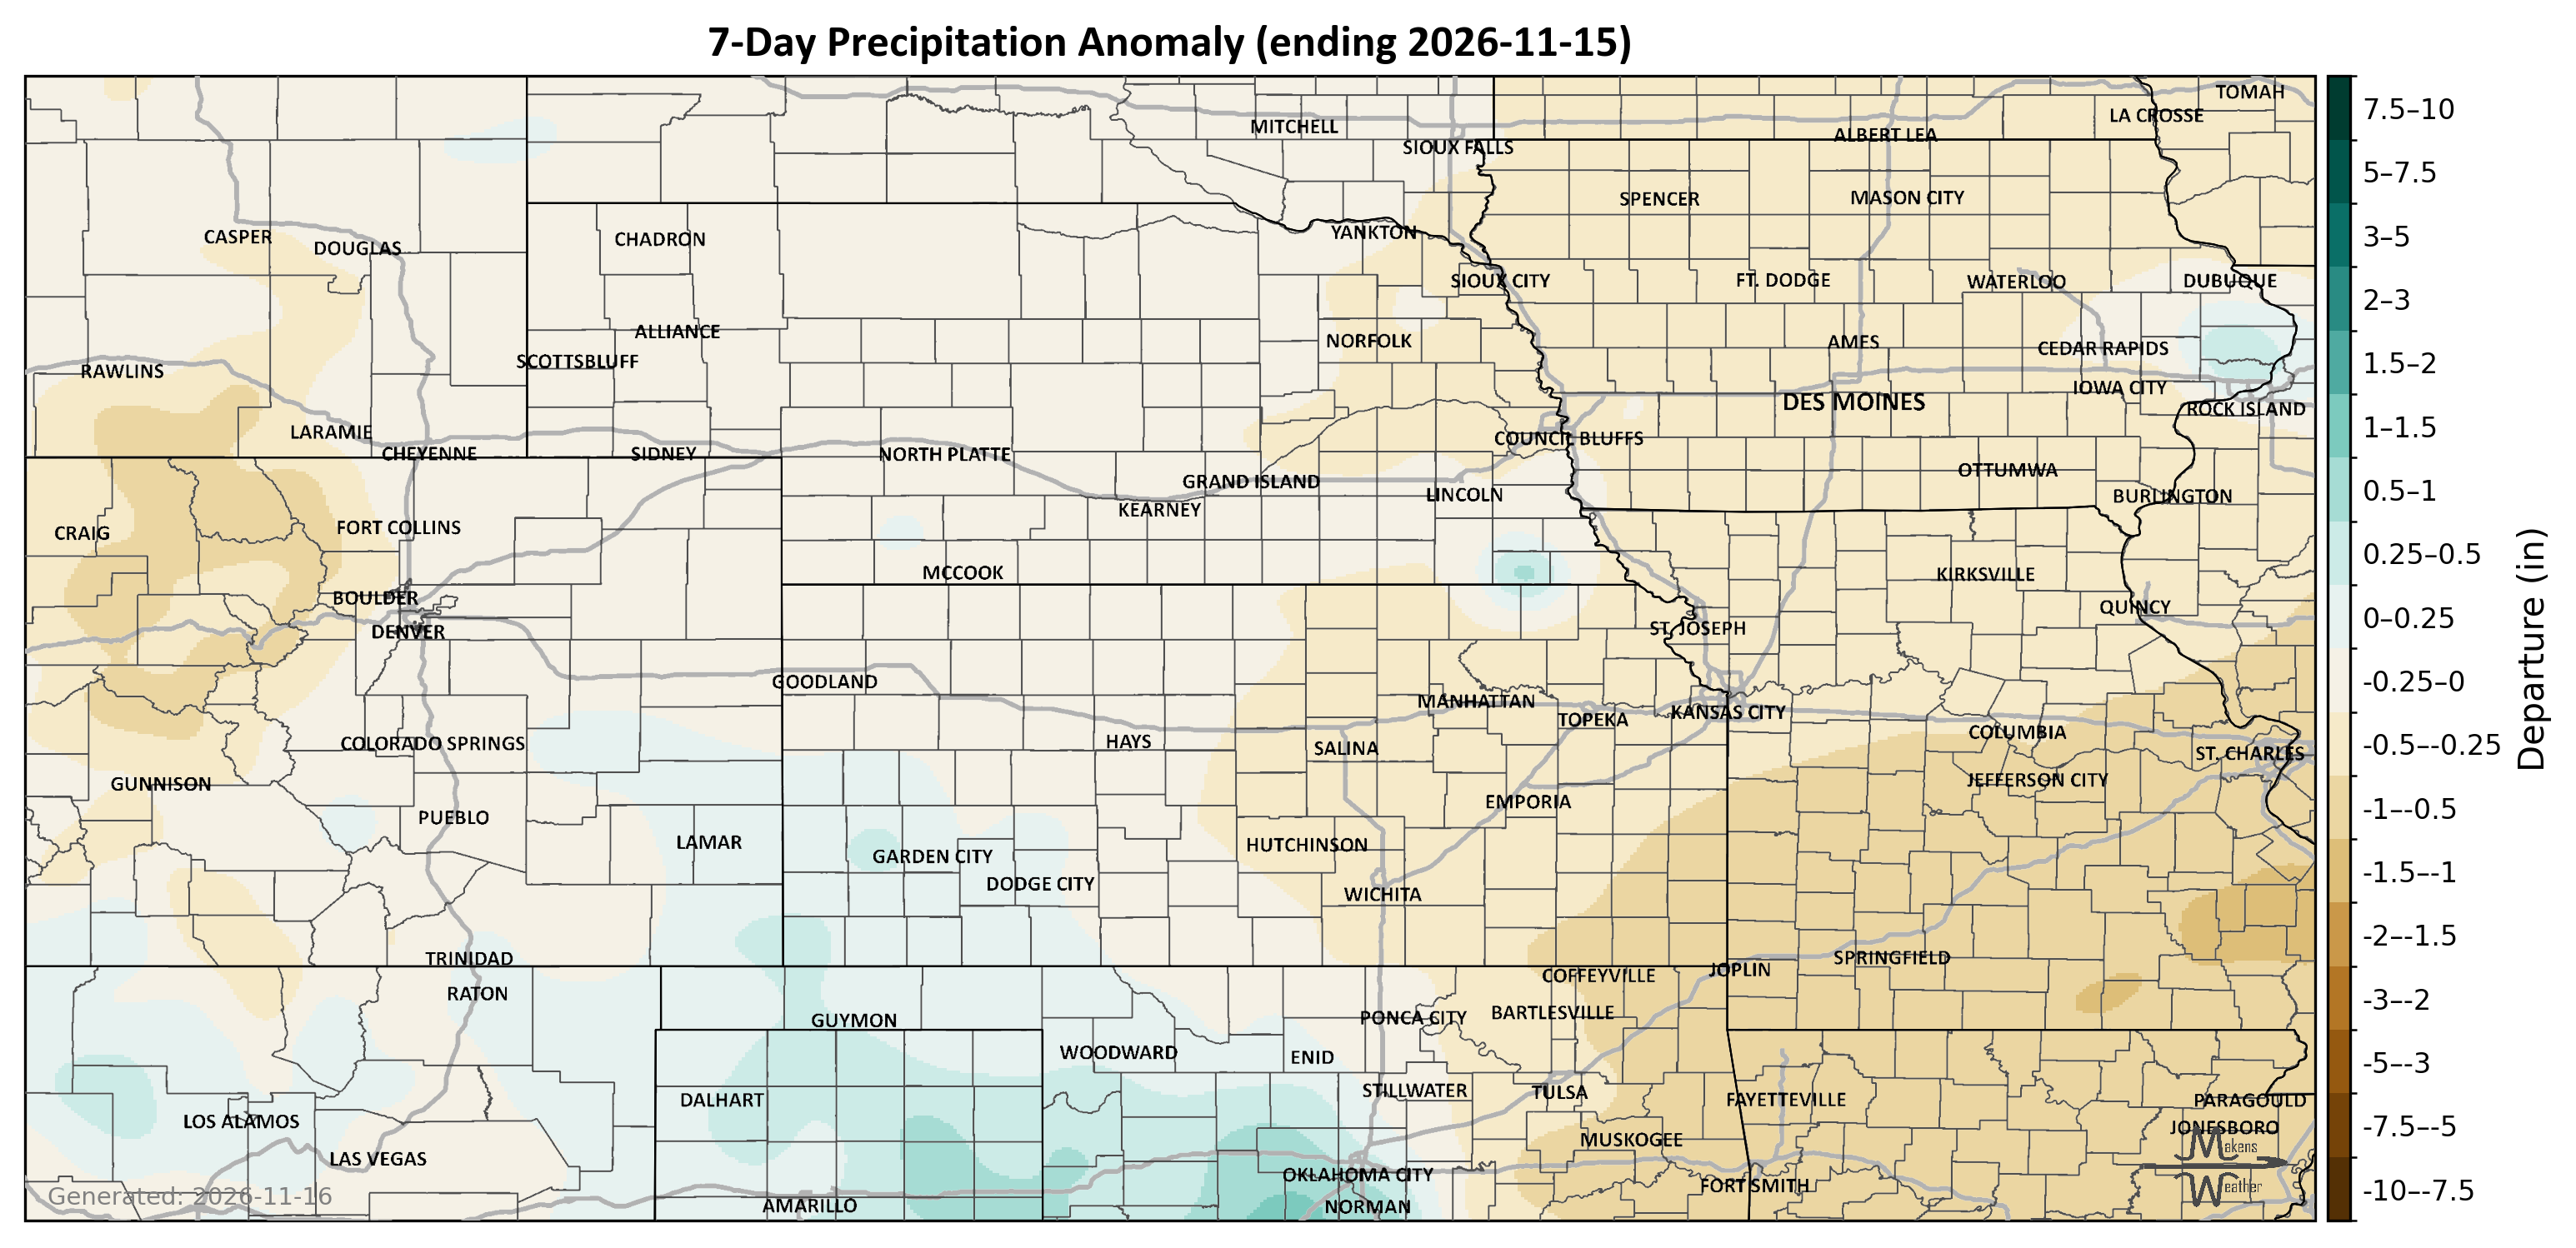 7-Day Precipitation Anomaly (ending 2026-11-15)
TOMAH
LA CROSSE
MITCHELL
ALBERT LEA
SIOUX FALLS
SPENCER
MASON CITY
YANKTON
CASPER
DOUGLAS
CHADRON
SIOUX CITY
FT. DODGE
WATERLOO
DUBUQUE
ALLIANCE
NORFOLK
AMES
CEDAR RAPIDS
SCOTTSBLUFF
RAWLINS
IOWA CITY
DES MOINES
ROCK ISLAND
LARAMIE
COUNCIL BLUFFS
CHEYENNE
SIDNEY
NORTH PLATTE
OTTUMWA
GRAND ISLAND
LINCOLN
BURLINGTON
KEARNEY
CRAIG
FORT COLLINS
MCCOOK
KIRKSVILLE
BOULDER
QUINCY
DENVER
ST. JOSEPH
GOODLAND
MANHATTAN
TOPEKA
KANSAS CITY
COLUMBIA
COLORADO SPRINGS
HAYS
SALINA
ST. CHARLES
GUNNISON
JEFFERSON CITY
EMPORIA
PUEBLO
LAMAR
HUTCHINSON
GARDEN CITY
DODGE CITY
WICHITA
TRINIDAD
SPRINGFIELD
JOPLIN
COFFEYVILLE
RATON
GUYMON
PONCA CITY
BARTLESVILLE
WOODWARD
ENID
STILLWATER
TULSA
DALHART
FAYETTEVILLE
PARAGOULD
LOS ALAMOS
JONESBORO
MUSKOGEE
LAS VEGAS
OKLAHOMA CITY
FORT SMITH
AMARILLO
NORMAN
Generated: 2026-11-16
Makens
Weather
7.5–10
5–7.5
3–5
2–3
1.5–2
1–1.5
0.5–1
0.25–0.5
0–0.25
-0.25–0
-0.5–-0.25
-1–-0.5
-1.5–-1
-2–-1.5
-3–-2
-5–-3
-7.5–-5
-10–-7.5
Departure (in)